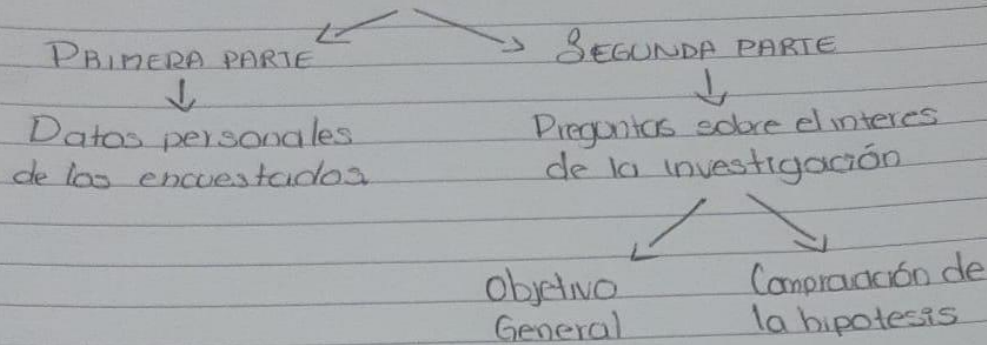 PRIMERA PARTE
SEGUNDA PARTE
Datos personales
de los encuestados
Preguntas sobre el interes
de la investigación
Objetivo
General
Comprobación de
la hipotesis